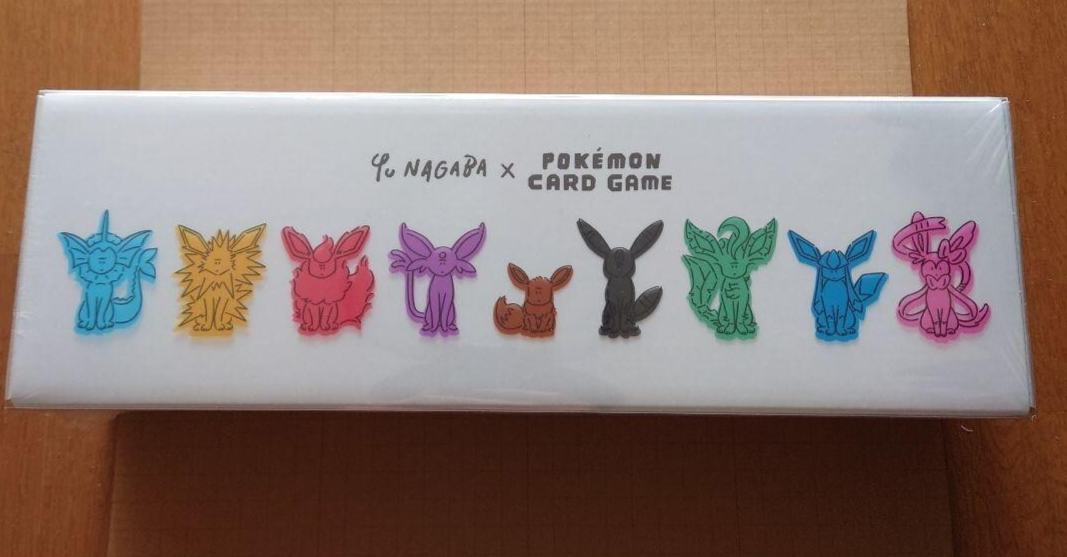 Yu NAGABA x POKÉMON
CARD GAME